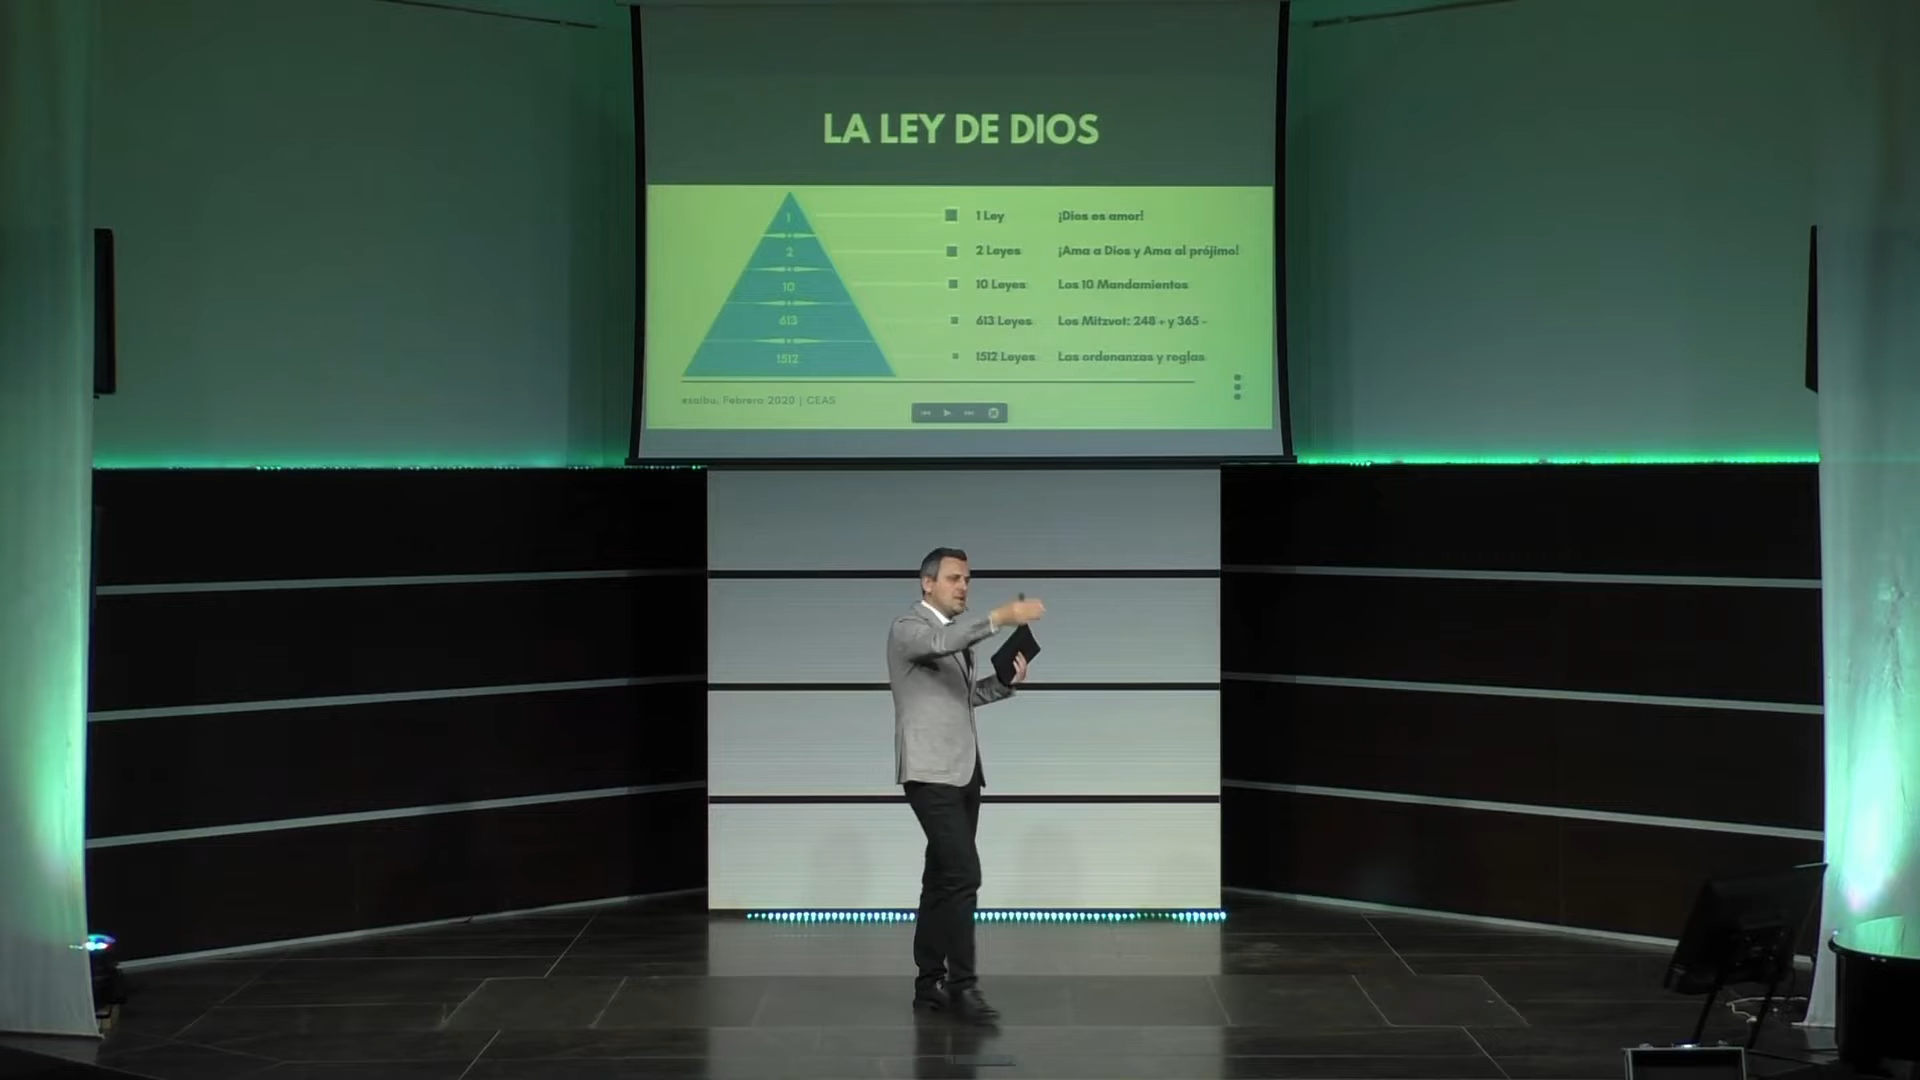 LA LEY DE DIOS
1
1 Ley
¡Dios es amor!
2
2 Leyes
¡Ama a Dios y Ama al prójimo!
10
10 Leyes
Los 10 Mandamientos
613
613 Leyes
Los Mitzvot: 248 + y 365 -
1512
1512 Leyes
Las ordenanzas y reglas
Febrero 2020 | CEAS